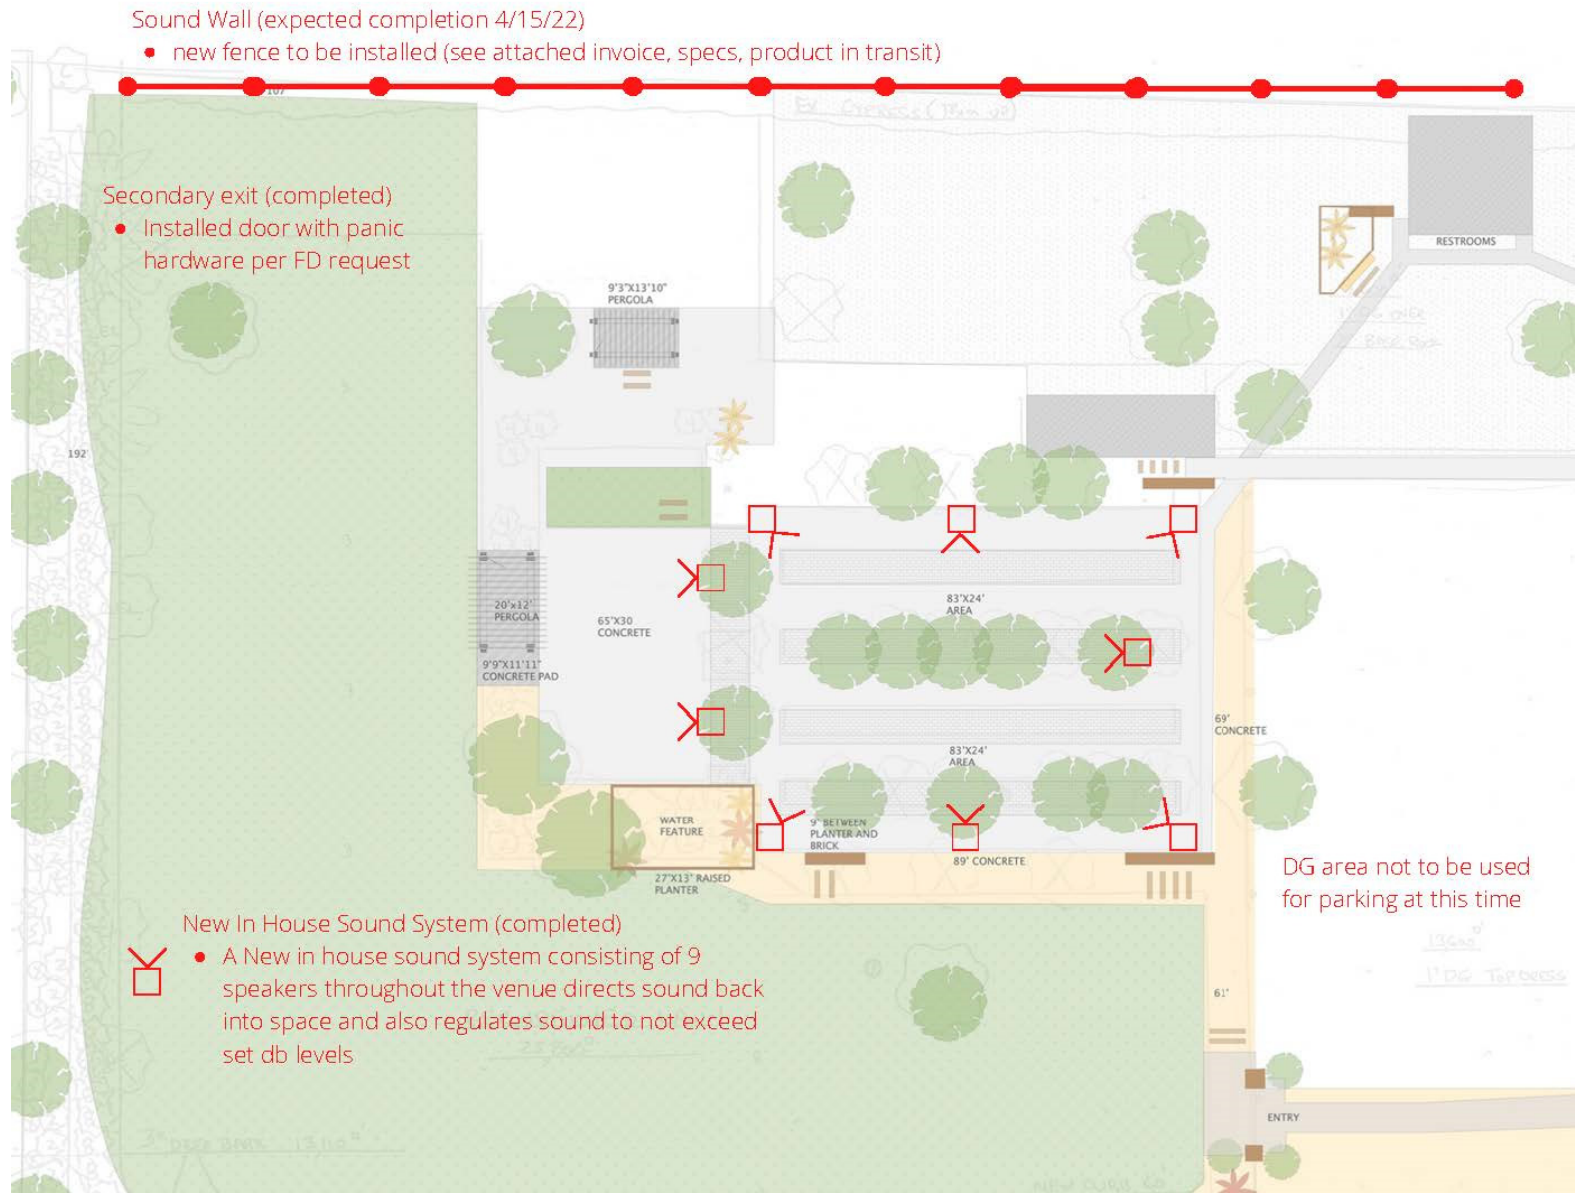 Sound Wall (expected completion 4/15/22)
• new fence to be installed (see attached invoice, specs, product in transit)
107'
Secondary exit (completed)
• Installed door with panic
hardware per FD request
RESTROOMS
9'3"X13'10"
PERGOLA
192'
83'X24'
AREA
20'x12'
PERGOLA
65'X30
CONCRETE
9'9"X11'11"
CONCRETE PAD
69'
CONCRETE
83'X24'
AREA
WATER
FEATURE
9" BETWEEN
PLANTER AND
BRICK
89' CONCRETE
27'X13' RAISED
PLANTER
DG area not to be used
for parking at this time
New In House Sound System (completed)
• A New in house sound system consisting of 9
speakers throughout the venue directs sound back
into space and also regulates sound to not exceed
set db levels
1" DG TOPDRESS
61'
ENTRY